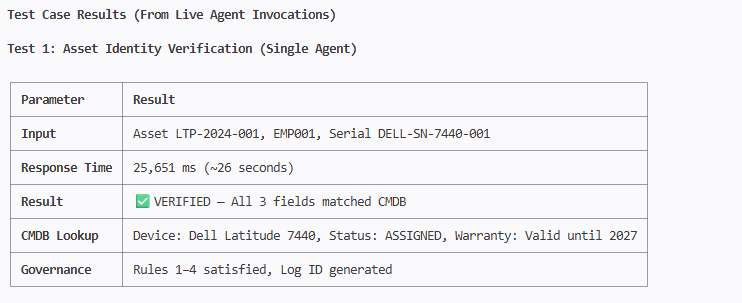 Test Case Results (From Live Agent Invocations)
Test 1: Asset Identity Verification (Single Agent)
Parameter Result
Input Asset LTP-2024-001, EMP001, Serial DELL-SN-7440-001
Response Time 25,651 ms (~26 seconds)
Result ✅ VERIFIED — All 3 fields matched CMDB
CMDB Lookup Device: Dell Latitude 7440, Status: ASSIGNED, Warranty: Valid until 2027
Governance Rules 1–4 satisfied, Log ID generated